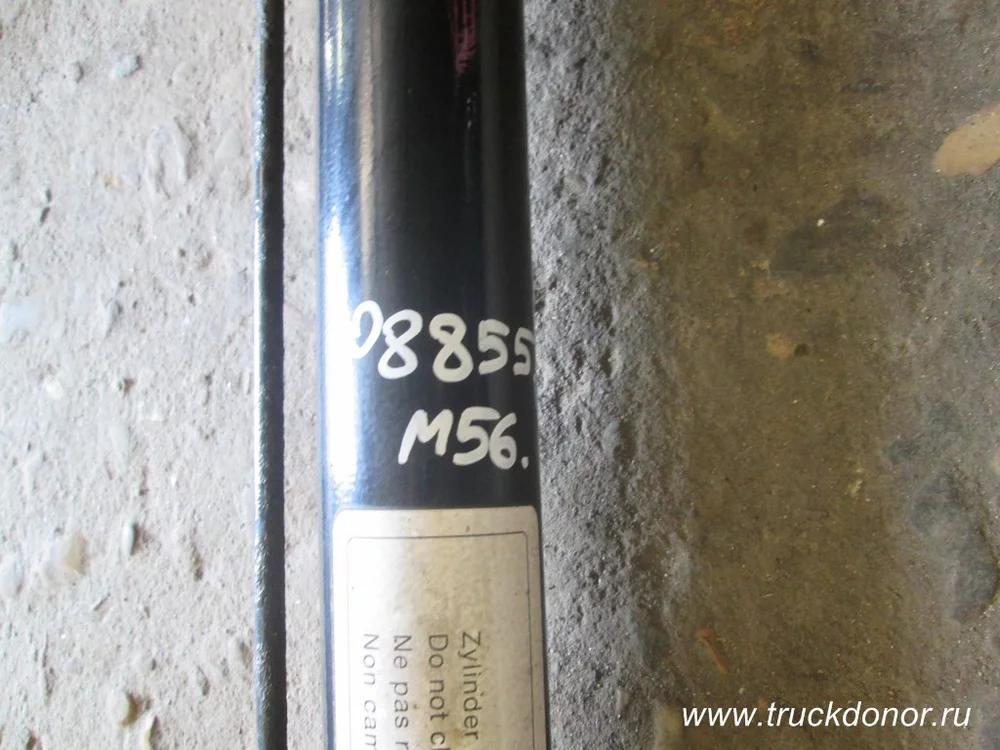 08855
M56.
Zylinder
Do not
Ne pas
Non
www.truckdonor.ru